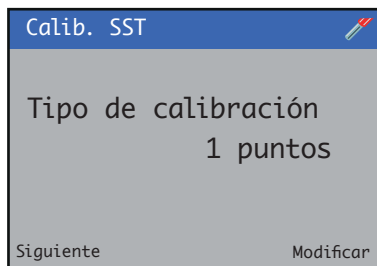 Calib. SST
Tipo de calibración
1 puntos
Siguiente Modificar